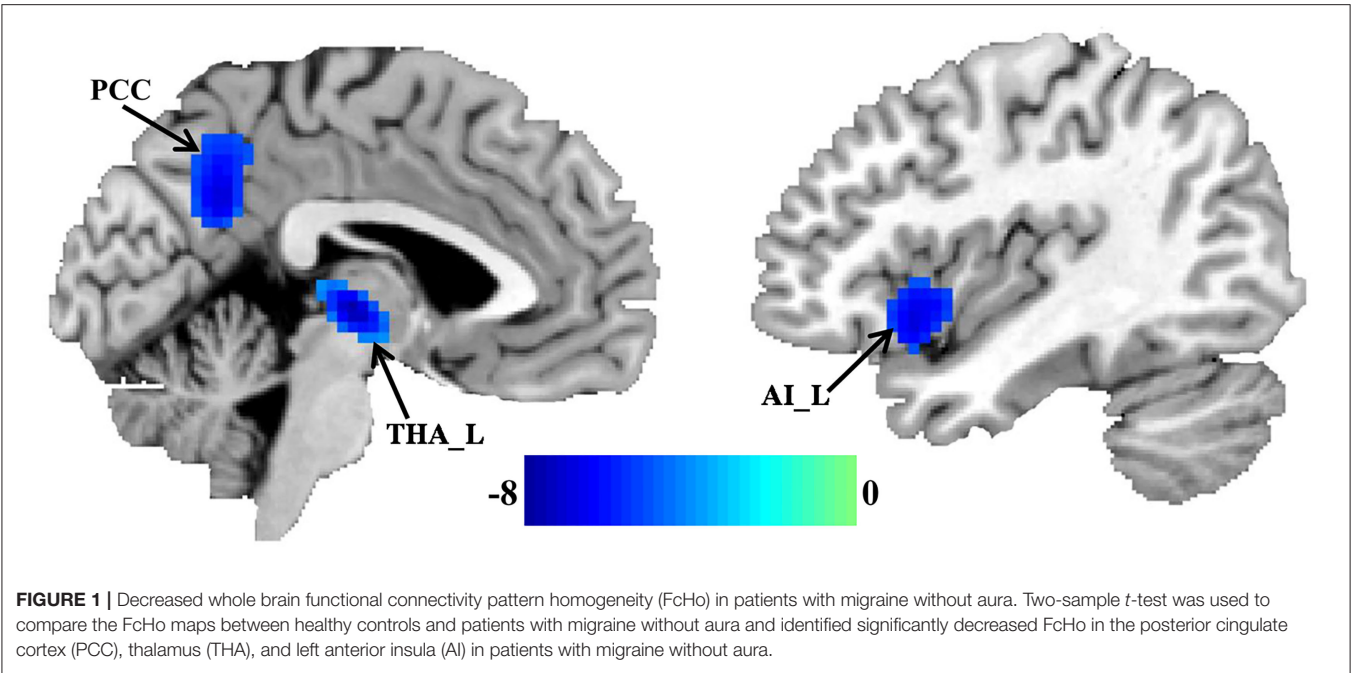 PCC
THA_L
AI_L
-8 0
FIGURE 1 | Decreased whole brain functional connectivity pattern homogeneity (FcHo) in patients with migraine without aura. Two-sample t-test was used to
compare the FcHo maps between healthy controls and patients with migraine without aura and identified significantly decreased FcHo in the posterior cingulate
cortex (PCC), thalamus (THA), and left anterior insula (AI) in patients with migraine without aura.